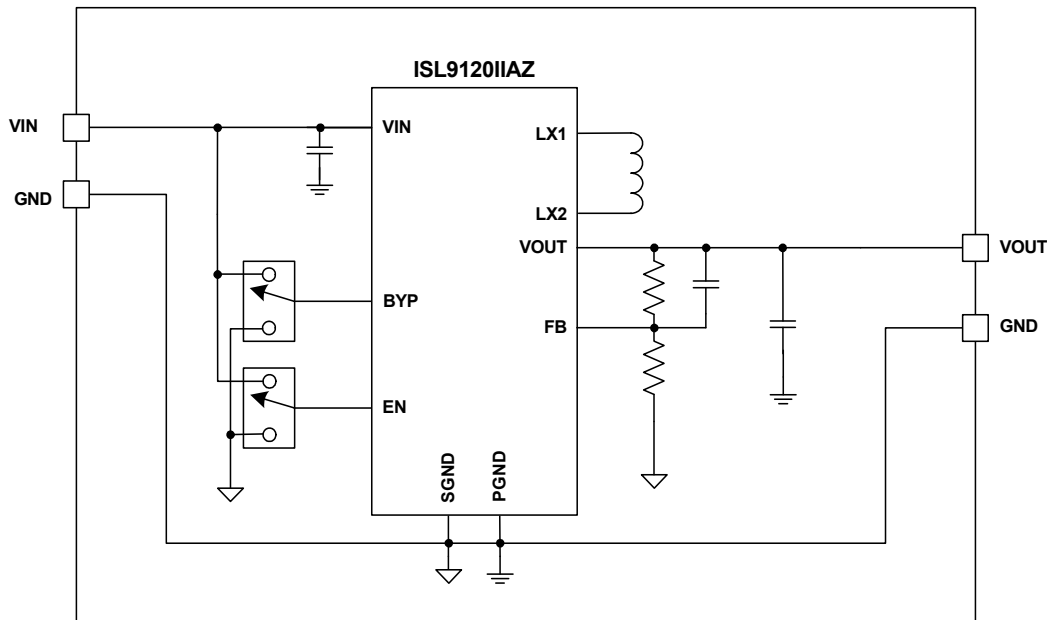 ISL9120IIAZ
VIN
VIN
LX1
GND
LX2
VOUT
VOUT
BYP
FB
GND
EN
SGND
PGND